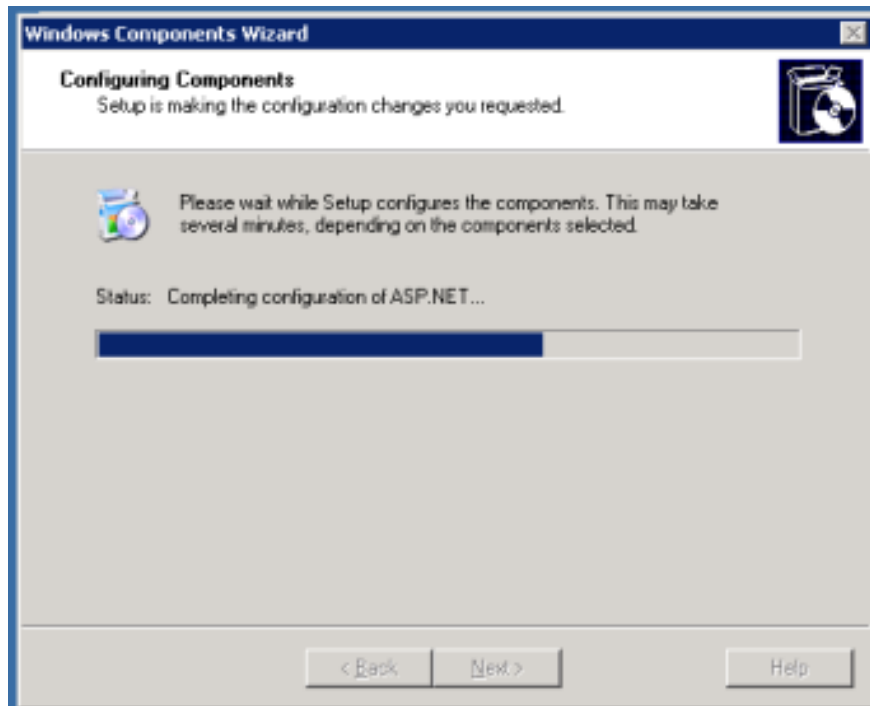 Windows Components Wizard
Configuring Components
Setup is making the configuration changes you requested.
Please wait while Setup configures the components. This may take
several minutes, depending on the components selected.
Status: Completing configuration of ASP.NET...
< Back
Next >
Help